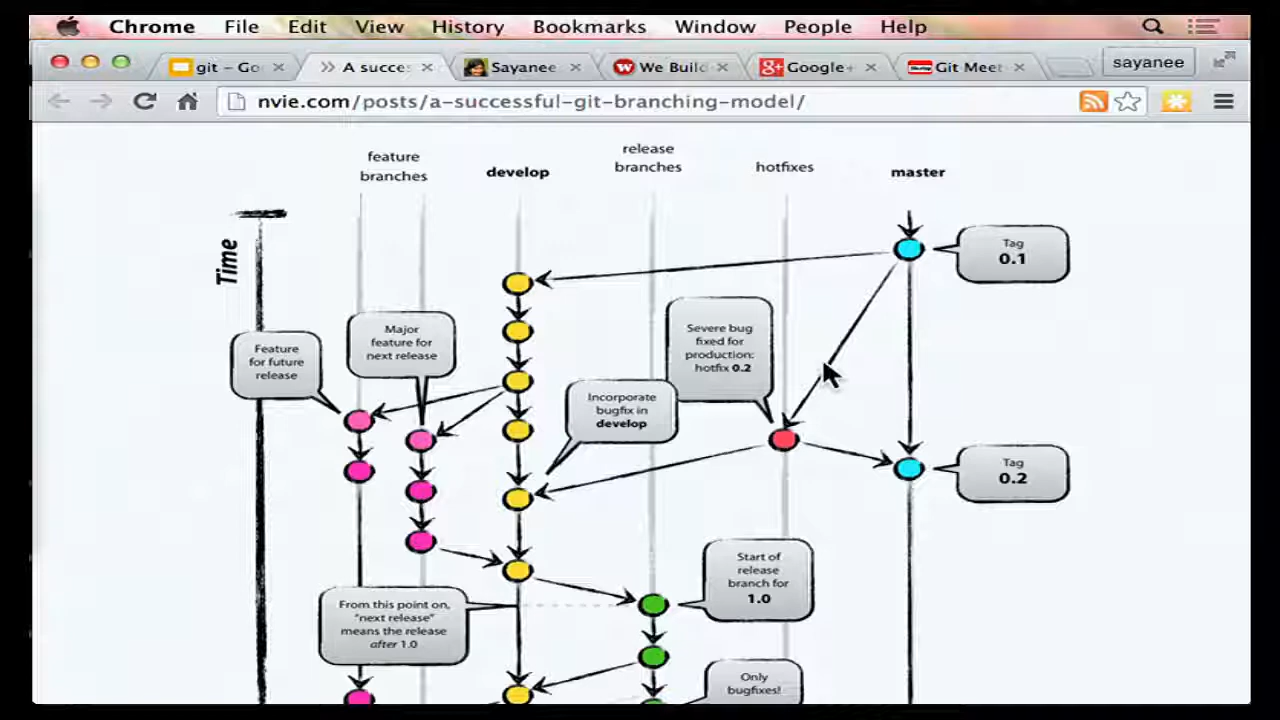 Chrome File Edit View History Bookmarks Window People Help
git – Go
A succes
Sayanee
We Build
Google+
Git Meet
sayanee
nvie.com/posts/a-successful-git-branching-model/
feature
branches
develop
release
branches
hotfixes
master
Time
Tag
0.1
Major
feature for
next release
Severe bug
fixed for
production:
hotfix 0.2
Feature
for future
release
Incorporate
bugfix in
develop
Tag
0.2
Start of
release
branch for
1.0
From this point on,
"next release"
means the release
after 1.0
Only
bugfixes!